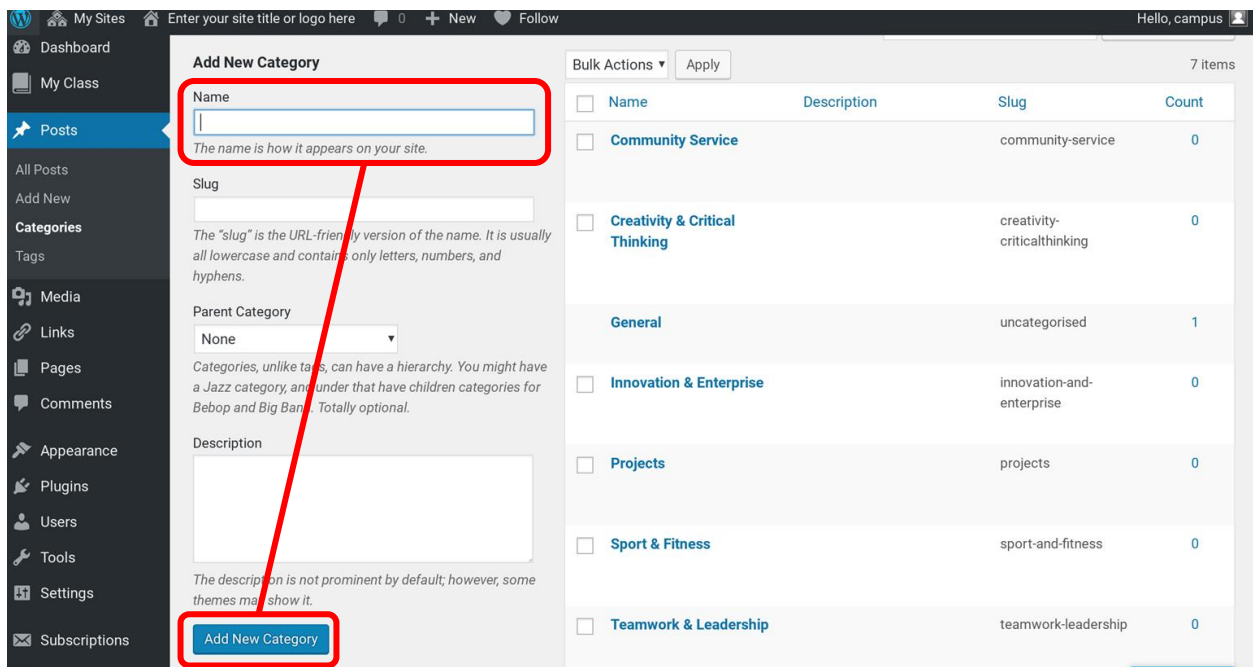 My Sites
Enter your site title or logo here
0
New
Follow
Hello, campus
Dashboard
My Class
Posts
All Posts
Add New
Categories
Tags
Media
Links
Pages
Comments
Appearance
Plugins
Users
Tools
Settings
Subscriptions
Add New Category
Name
The name is how it appears on your site.
Slug
The “slug” is the URL-friendly version of the name. It is usually
all lowercase and contains only letters, numbers, and
hyphens.
Parent Category
None
Categories, unlike tags, can have a hierarchy. You might have
a Jazz category, and under that have children categories for
Bebop and Big Band. Totally optional.
Description
The description is not prominent by default; however, some
themes may show it.
Add New Category
Bulk Actions
Apply
7 items
Name Description Slug Count
Community Service community-service 0
Creativity & Critical creativity- 0
Thinking criticalthinking
General uncategorised 1
Innovation & Enterprise innovation-and- 0
enterprise
Projects projects 0
Sport & Fitness sport-and-fitness 0
Teamwork & Leadership teamwork-leadership 0